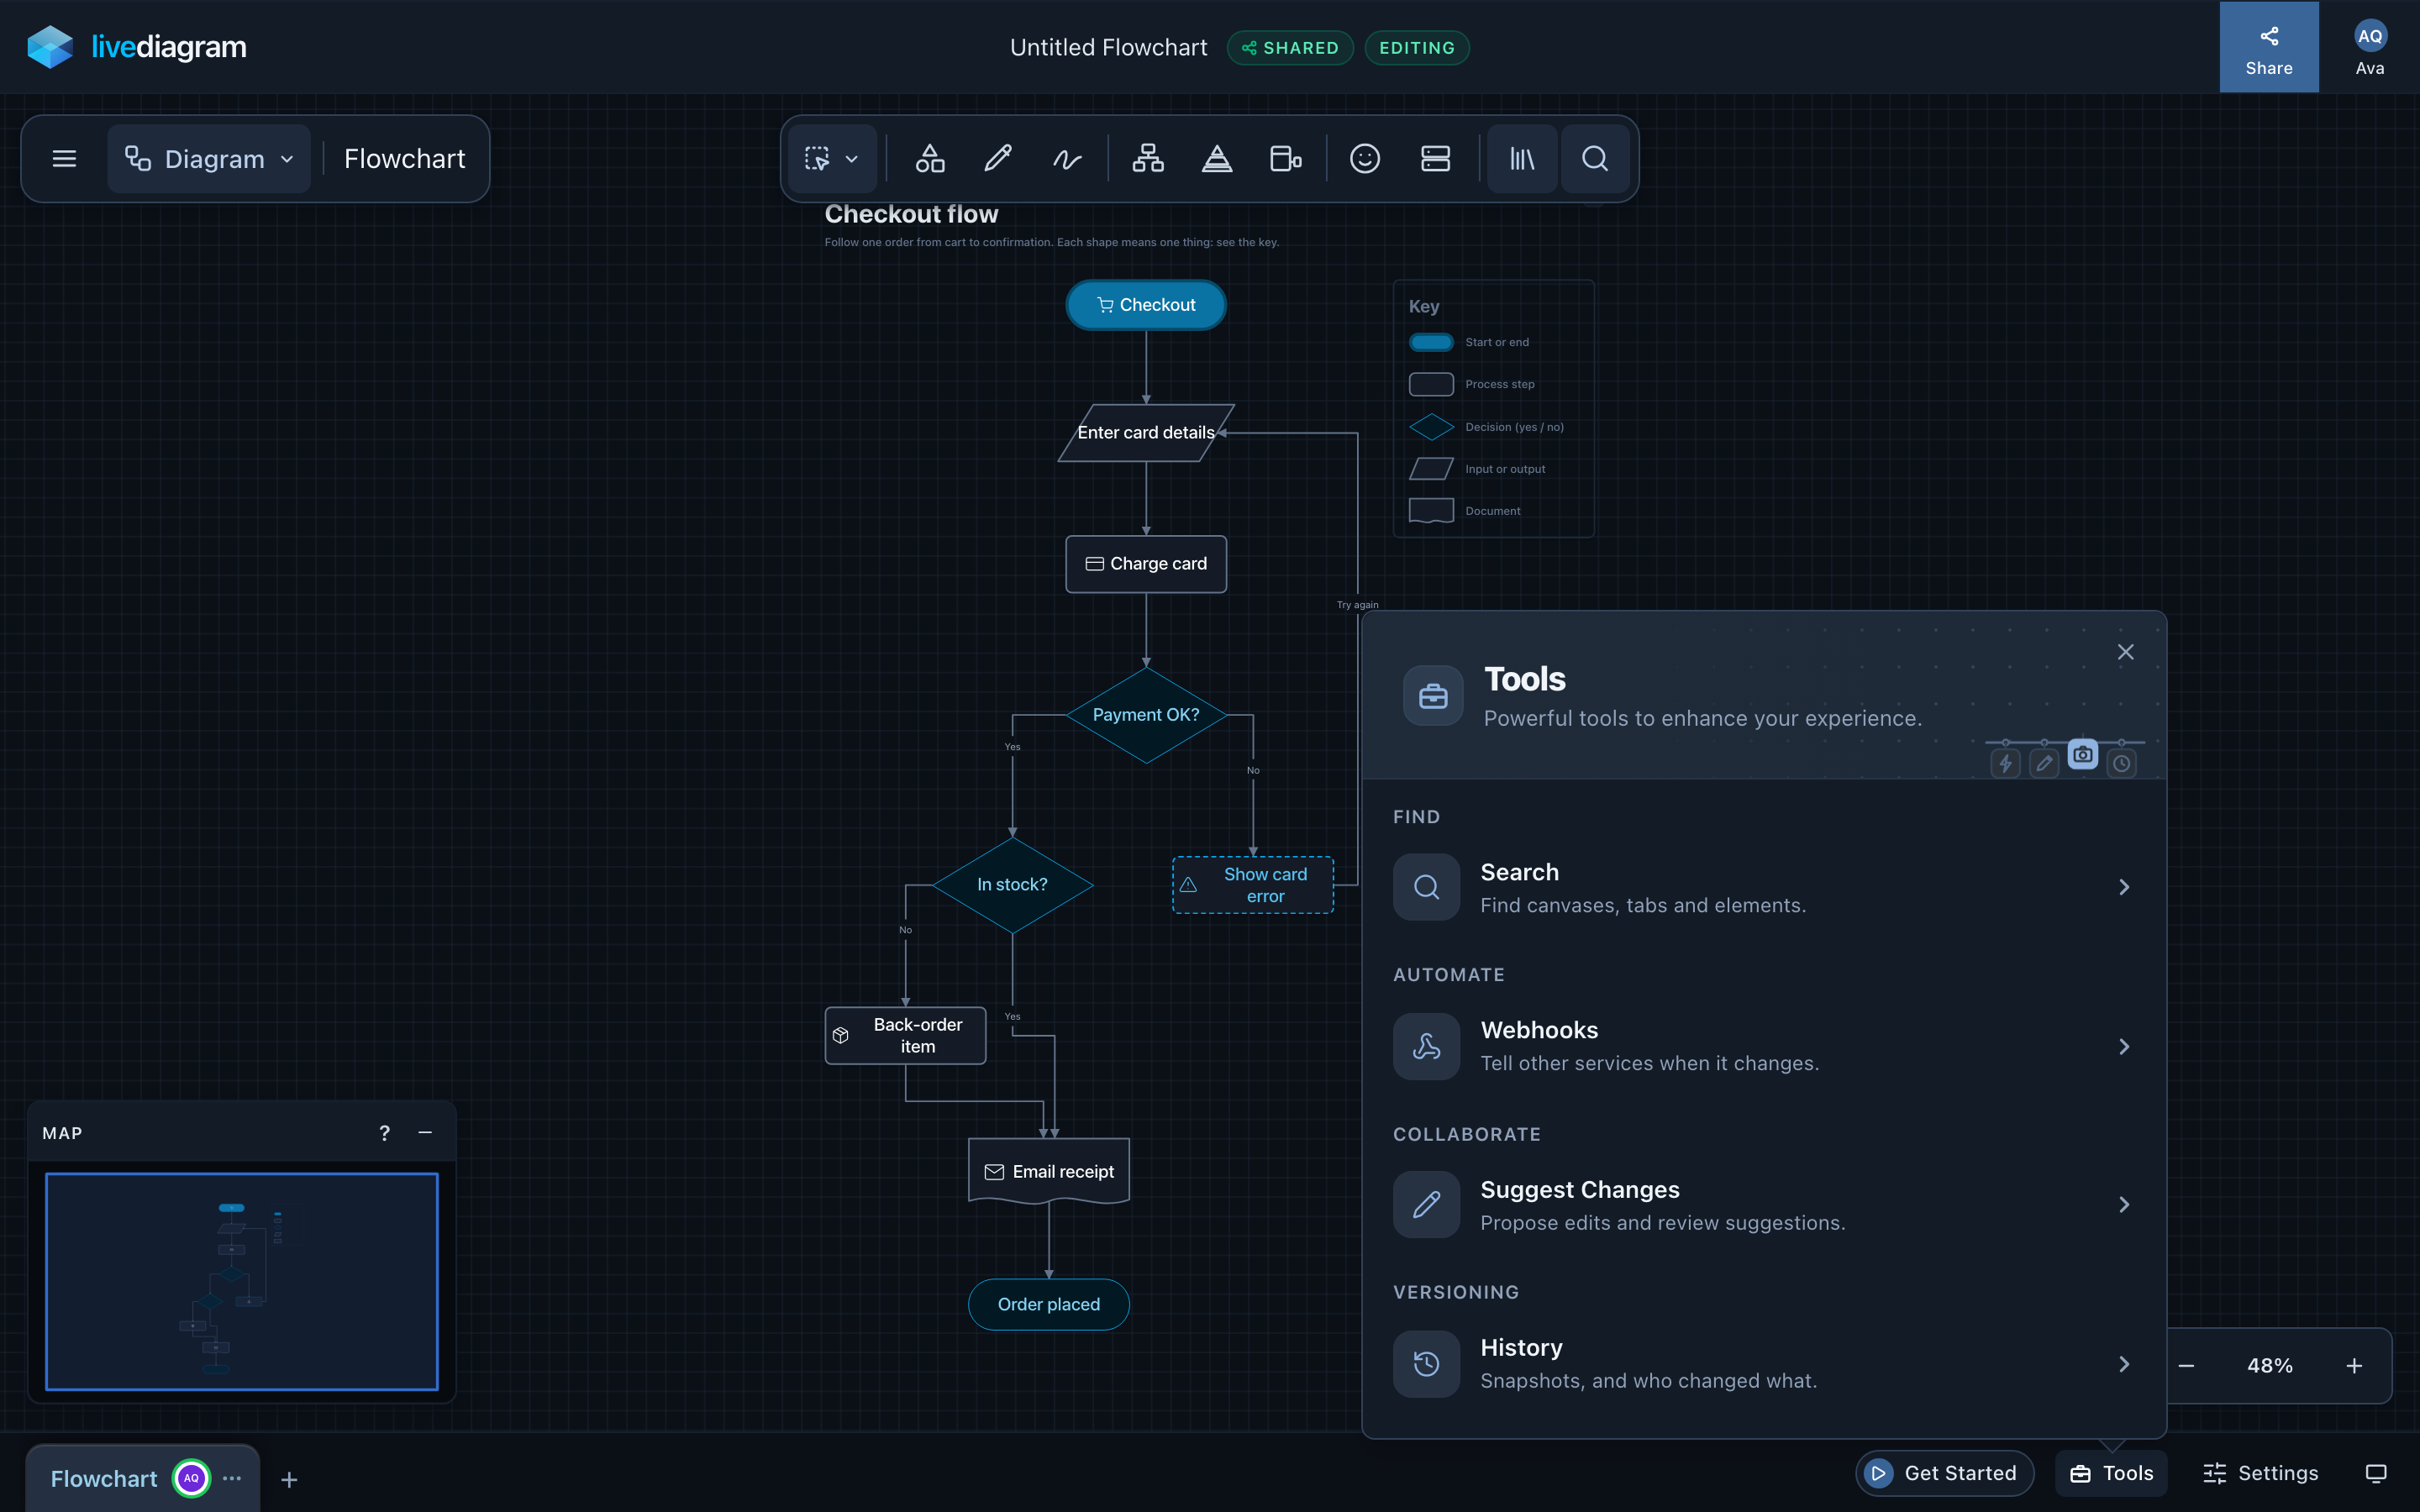 livediagram
Untitled Flowchart
SHARED
EDITING
Share
AQ
Ava
Diagram
Flowchart
Checkout flow
Follow one order from cart to confirmation. Each shape means one thing: see the key.
Checkout
Key
Start or end
Process step
Decision (yes / no)
Input or output
Document
Enter card details
Charge card
Try again
Payment OK?
Yes
No
In stock?
Show card
error
No
Yes
Back-order
item
Email receipt
Order placed
Tools
Powerful tools to enhance your experience.
FIND
Search
Find canvases, tabs and elements.
AUTOMATE
Webhooks
Tell other services when it changes.
COLLABORATE
Suggest Changes
Propose edits and review suggestions.
VERSIONING
History
Snapshots, and who changed what.
MAP
?
48%
Flowchart
AQ
Get Started
Tools
Settings